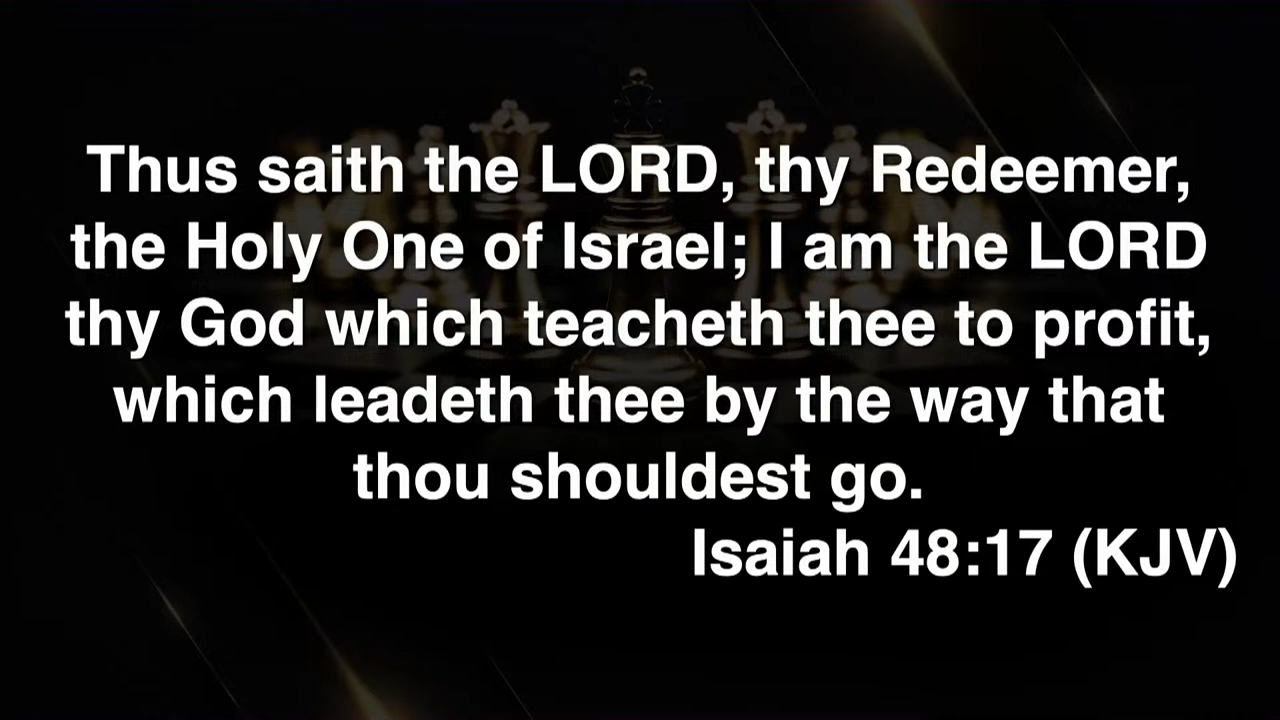 Thus saith the LORD, thy Redeemer,
the Holy One of Israel; I am the LORD
thy God which teacheth thee to profit,
which leadeth thee by the way that
thou shouldest go.
Isaiah 48:17 (KJV)